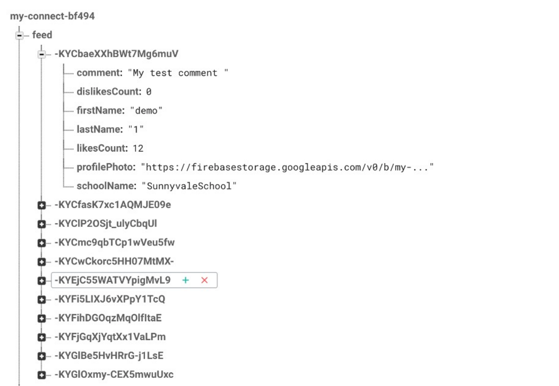 my-connect-bf494
feed
-KYCbaeXXhBWt7Mg6muV
comment: "My test comment "
dislikesCount: 0
firstName: "demo"
lastName: "1"
likesCount: 12
profilePhoto: "https://firebasestorage.googleapis.com/v0/b/my-..."
schoolName: "SunnyvaleSchool"
-KYCfasK7xc1AQMJE09e
-KYClP2OSjt_ulyCbqUl
-KYCmc9qbTCp1wVeu5fw
-KYCwCkorc5HH07MtMX-
-KYEjC55WATVYpigMvL9
-KYFi5LIXJ6vXPpY1TcQ
-KYFihDGOqzMqOlfItaE
-KYFjGqXjYqtXx1VaLPm
-KYGlBe5HvHRrG-j1LsE
-KYGlOxmy-CEX5mwuUxc